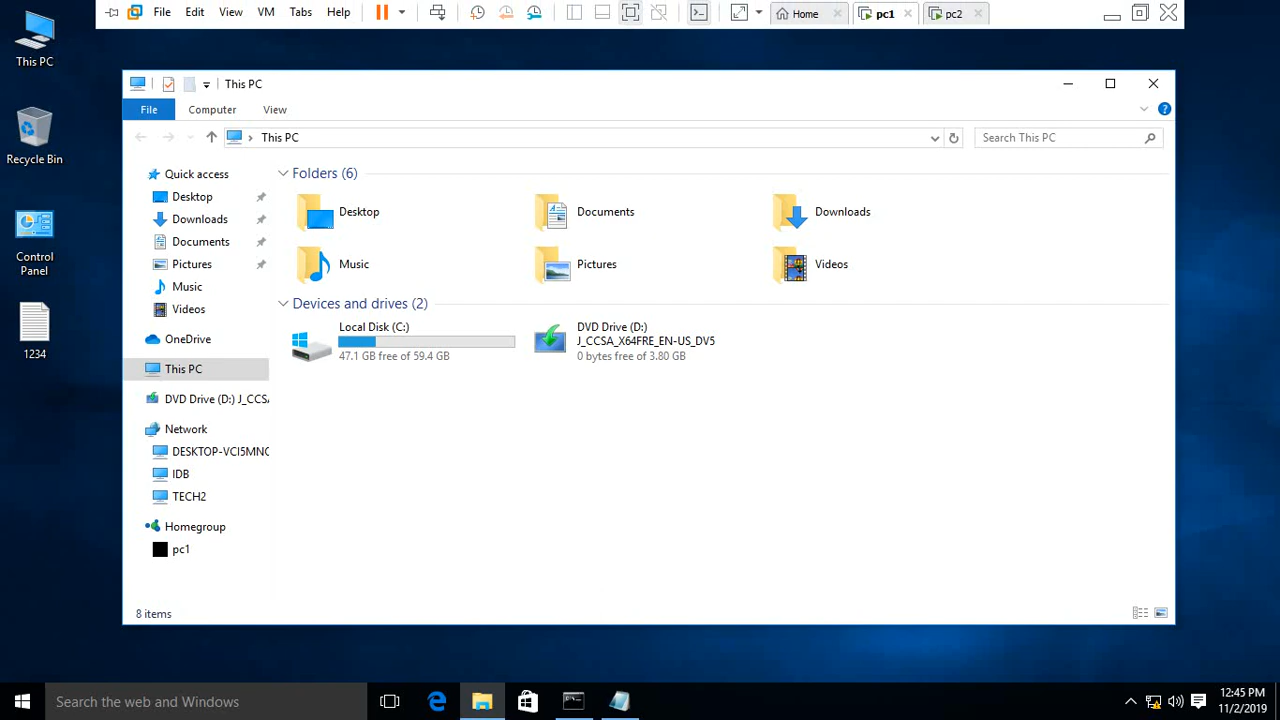 File Edit View VM Tabs Help Home pc1 pc2
This PC
Recycle Bin
Control
Panel
1234
This PC
File Computer View
This PC
Search This PC
Quick access
Desktop
Downloads
Documents
Pictures
Music
Videos
OneDrive
This PC
DVD Drive (D:) J_CCSA
Network
DESKTOP-VCI5MNC
IDB
TECH2
Homegroup
pc1
Folders (6)
Desktop Documents Downloads
Music Pictures Videos
Devices and drives (2)
Local Disk (C:)
47.1 GB free of 59.4 GB
DVD Drive (D:)
J_CCSA_X64FRE_EN-US_DV5
0 bytes free of 3.80 GB
8 items
Search the web and Windows
12:45 PM
11/2/2019